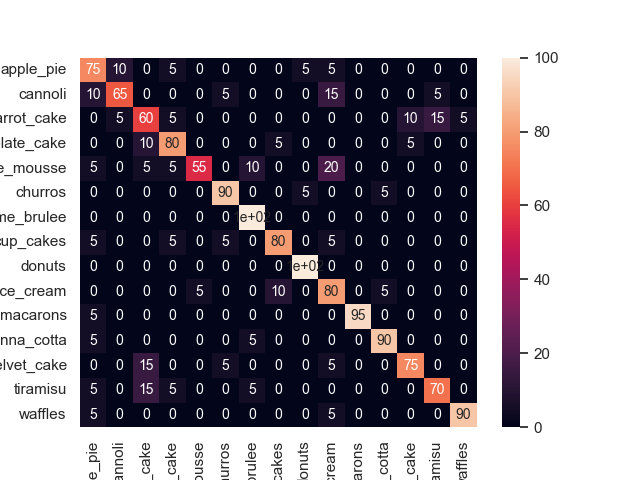 apple_pie 75 10 0 5 0 0 0 0 5 5 0 0 0 0 0 100
cannoli 10 65 0 0 0 5 0 0 0 15 0 0 0 5 0
arrot_cake 0 5 60 5 0 0 0 0 0 0 0 0 10 15 5
late_cake 0 0 10 80 0 0 0 5 0 0 0 0 5 0 0 80
e_mousse 5 0 5 5 55 0 10 0 0 20 0 0 0 0 0
churros 0 0 0 0 0 90 0 0 5 0 0 5 0 0 0
me_brulee 0 0 0 0 0 0 1e+02 0 0 0 0 0 0 0 0 60
cup_cakes 5 0 0 5 0 5 0 80 0 5 0 0 0 0 0
donuts 0 0 0 0 0 0 0 0 1e+02 0 0 0 0 0 0 40
ce_cream 0 0 0 0 5 0 0 10 0 80 0 5 0 0 0
macarons 5 0 0 0 0 0 0 0 0 0 95 0 0 0 0
nna_cotta 5 0 0 0 0 0 5 0 0 0 0 90 0 0 0 20
elvet_cake 0 0 15 0 0 5 0 0 0 5 0 0 75 0 0
tiramisu 5 0 15 5 0 0 5 0 0 0 0 0 0 70 0
waffles 5 0 0 0 0 0 0 0 0 5 0 0 0 0 90 0
e_pie annoli _cake _cake ousse urros brulee cakes donuts cream arons _cotta _cake amisu affles